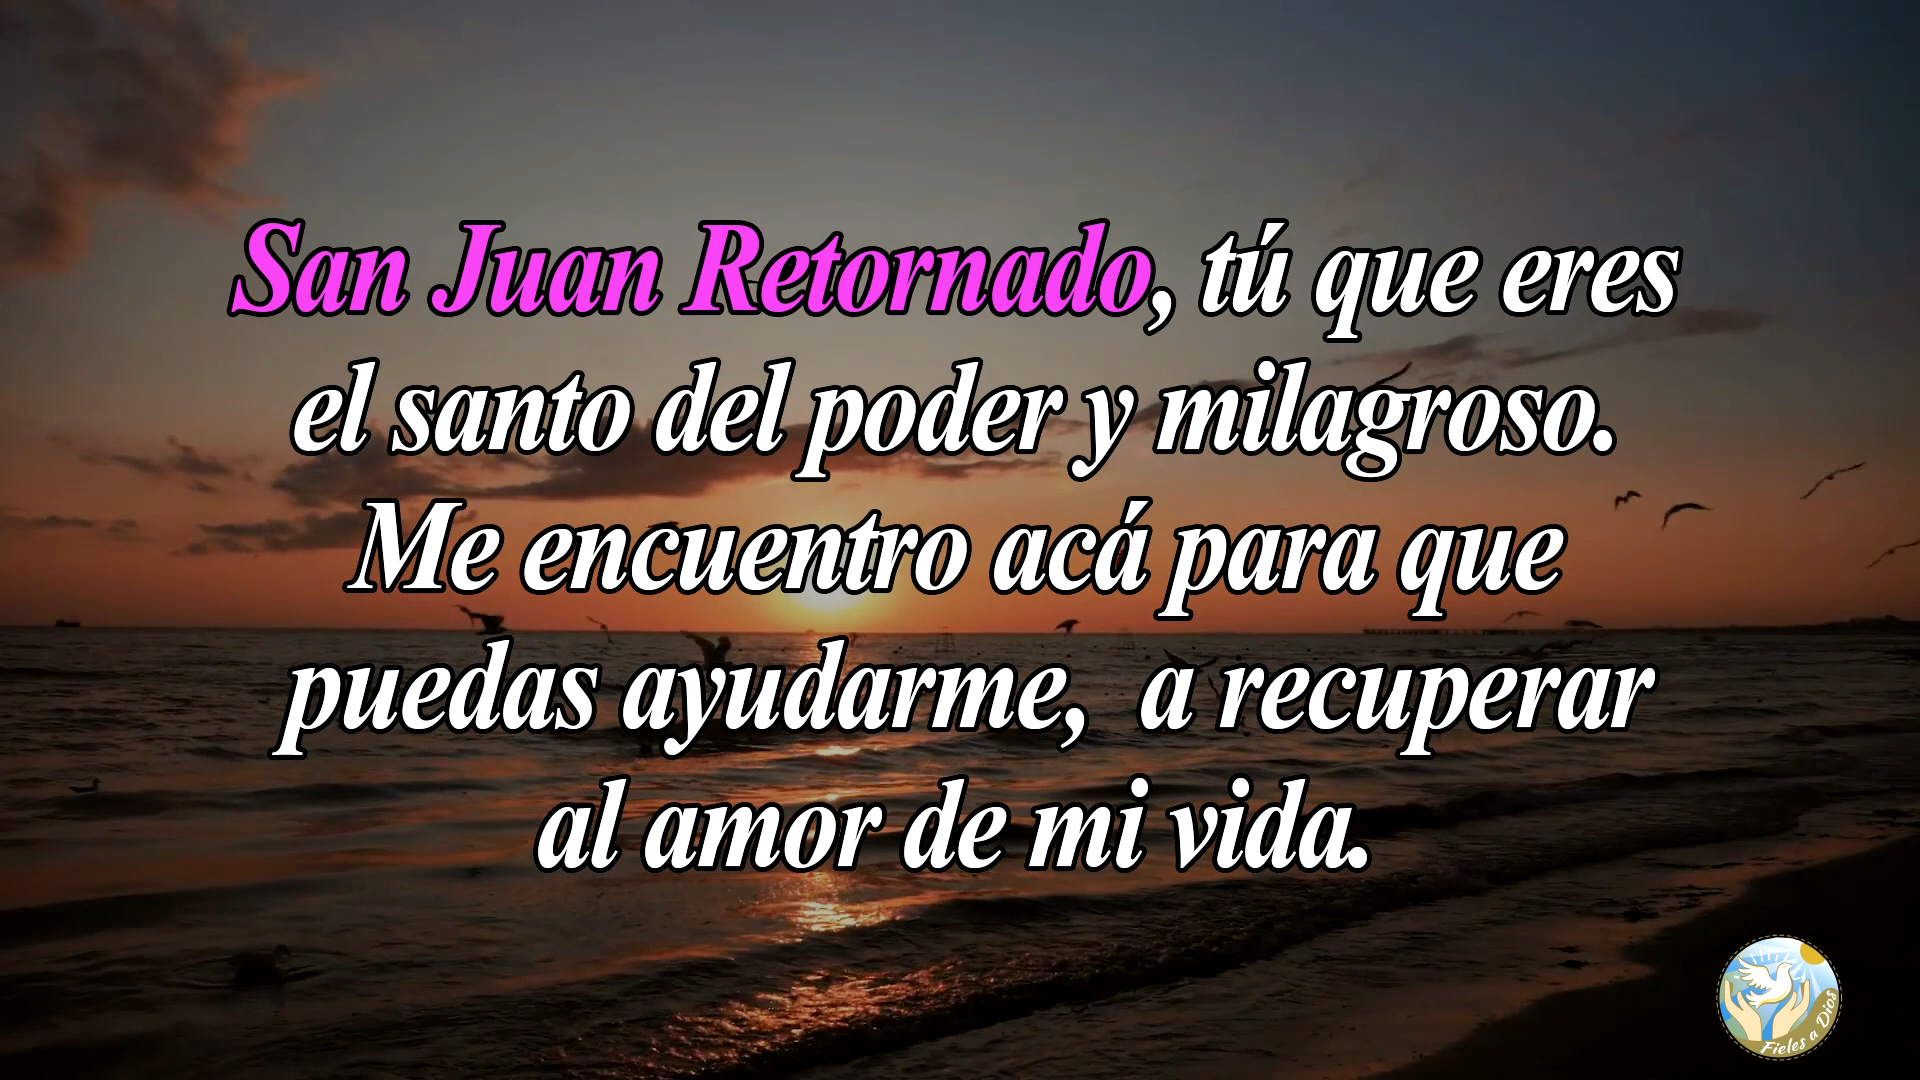 San Juan Retornado, tú que eres
el santo del poder y milagroso.
Me encuentro acá para que
puedas ayudarme, a recuperar
al amor de mi vida.
Fieles a Dios